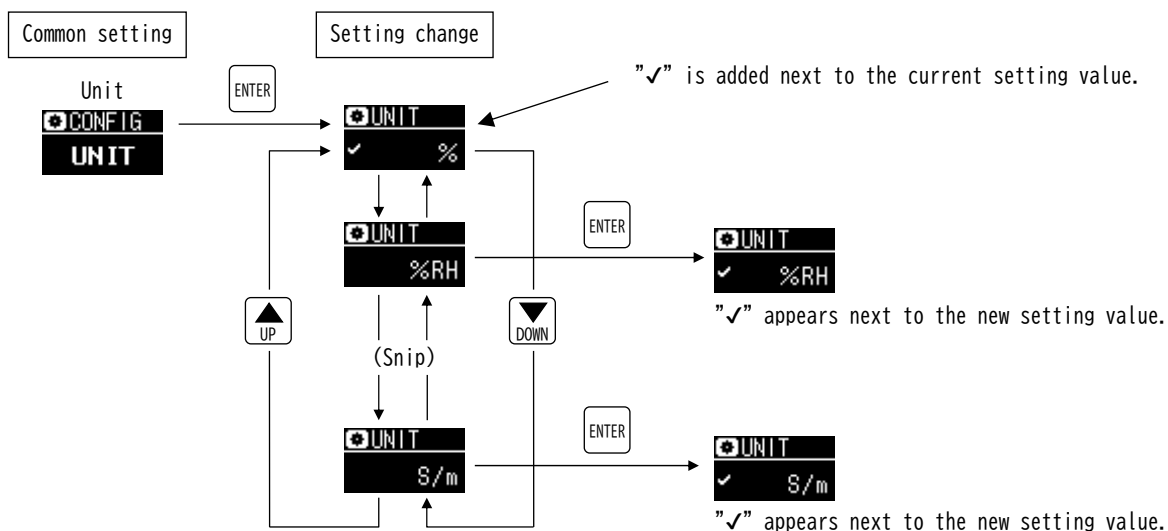 Common setting
Setting change
Unit
ENTER
"✓" is added next to the current setting value.
CONFIG
UNIT
UNIT
✓ %
UNIT
%RH
ENTER
UNIT
✓ %RH
"✓" appears next to the new setting value.
UP
DOWN
(Snip)
UNIT
S/m
ENTER
UNIT
✓ S/m
"✓" appears next to the new setting value.